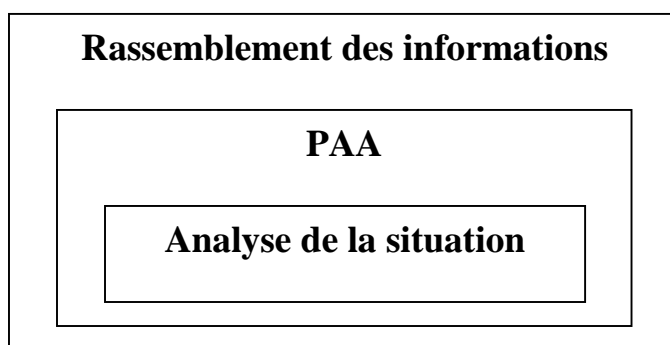 Rassemblement des informations
PAA
Analyse de la situation